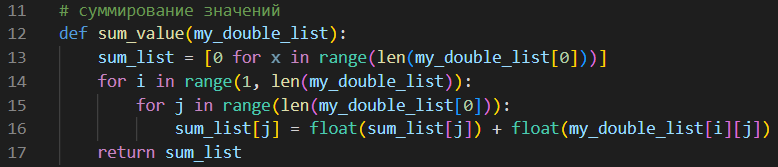 11 # суммирование значений
12 def sum_value(my_double_list):
13     sum_list = [0 for x in range(len(my_double_list[0]))]
14     for i in range(1, len(my_double_list)):
15         for j in range(len(my_double_list[0])):
16             sum_list[j] = float(sum_list[j]) + float(my_double_list[i][j])
17     return sum_list